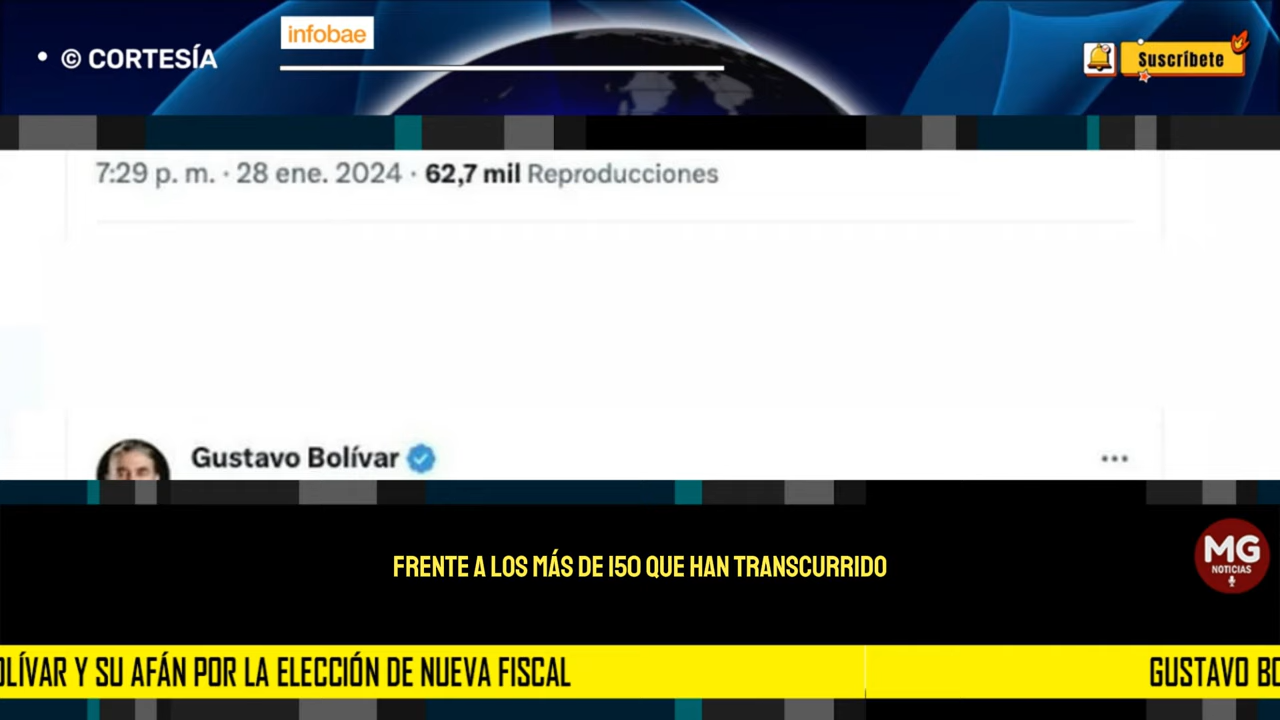 infobae
• © CORTESÍA
Suscríbete
7:29 p. m. · 28 ene. 2024 · 62,7 mil Reproducciones
Gustavo Bolívar
FRENTE A LOS MÁS DE 150 QUE HAN TRANSCURRIDO
MG
NOTICIAS
OLÍVAR Y SU AFÁN POR LA ELECCIÓN DE NUEVA FISCAL
GUSTAVO BO